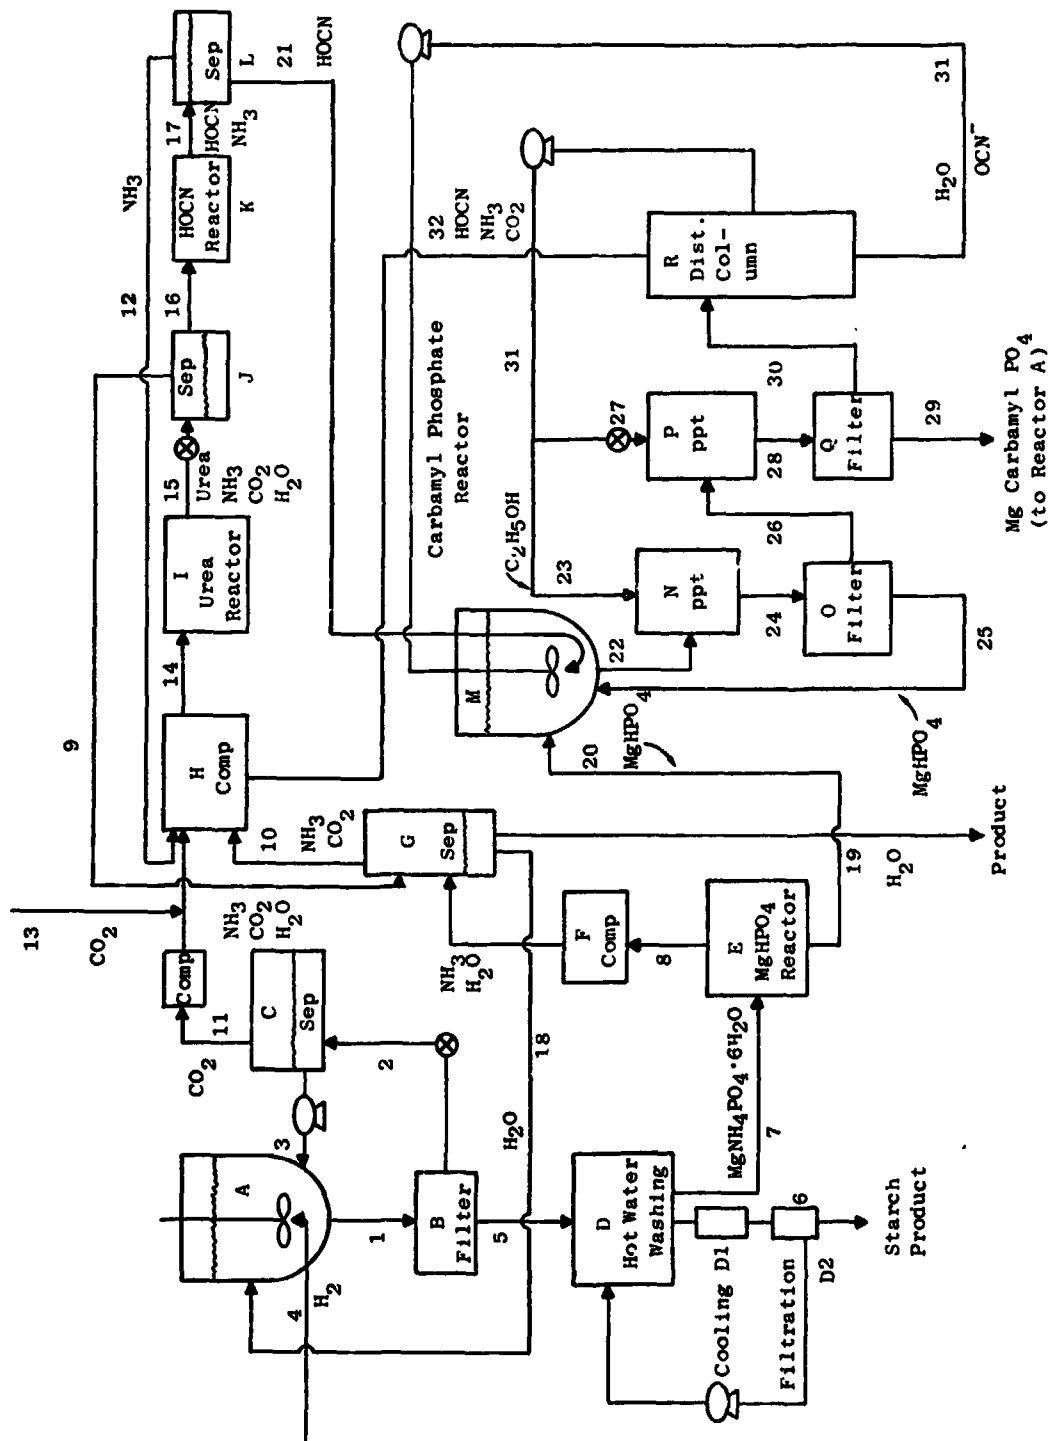 13
CO2
9
12
NH3
Comp
11
CO2
NH3
CO2
H2O
10
NH3
CO2
H
Comp
14
I
Urea
Reactor
15
Urea
NH3
CO2
H2O
Sep
J
16
HOCN
Reactor
K
17
HOCN
NH3
Sep
L
21
HOCN
A
4
H2
3
C
Sep
2
1
B
Filter
5
H2O
18
G
Sep
NH3
H2O
F
Comp
8
E
MgHPO4
Reactor
MgNH4PO4·6H2O
7
D
Hot Water
Washing
Cooling D1
6
D2
Filtration
Starch
Product
19
H2O
Product
20
MgHPO4
M
Carbamyl Phosphate
Reactor
22
C2H5OH
23
N
ppt
24
O
Filter
25
MgHPO4
26
27
P
ppt
28
Q
Filter
29
Mg Carbamyl PO4
(to Reactor A)
30
31
32
HOCN
NH3
CO2
R
Dist.
Col-
umn
H2O
OCN-
31